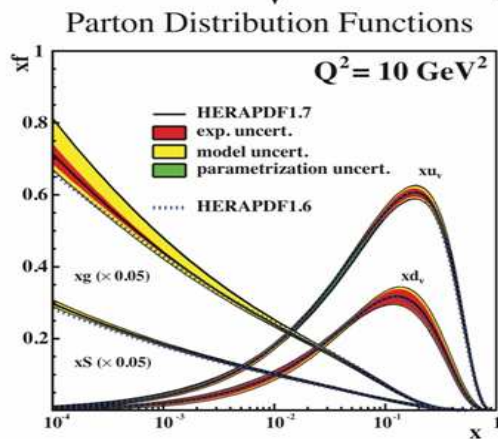 Parton Distribution Functions
xf
1
Q² = 10 GeV²
HERAPDF1.7
exp. uncert.
0.8
model uncert.
parametrization uncert.
HERAPDF1.6
xuᵥ
0.6
0.4
xg (× 0.05)
xdᵥ
0.2
xS (× 0.05)
10⁻⁴
10⁻³
10⁻²
10⁻¹
x
1